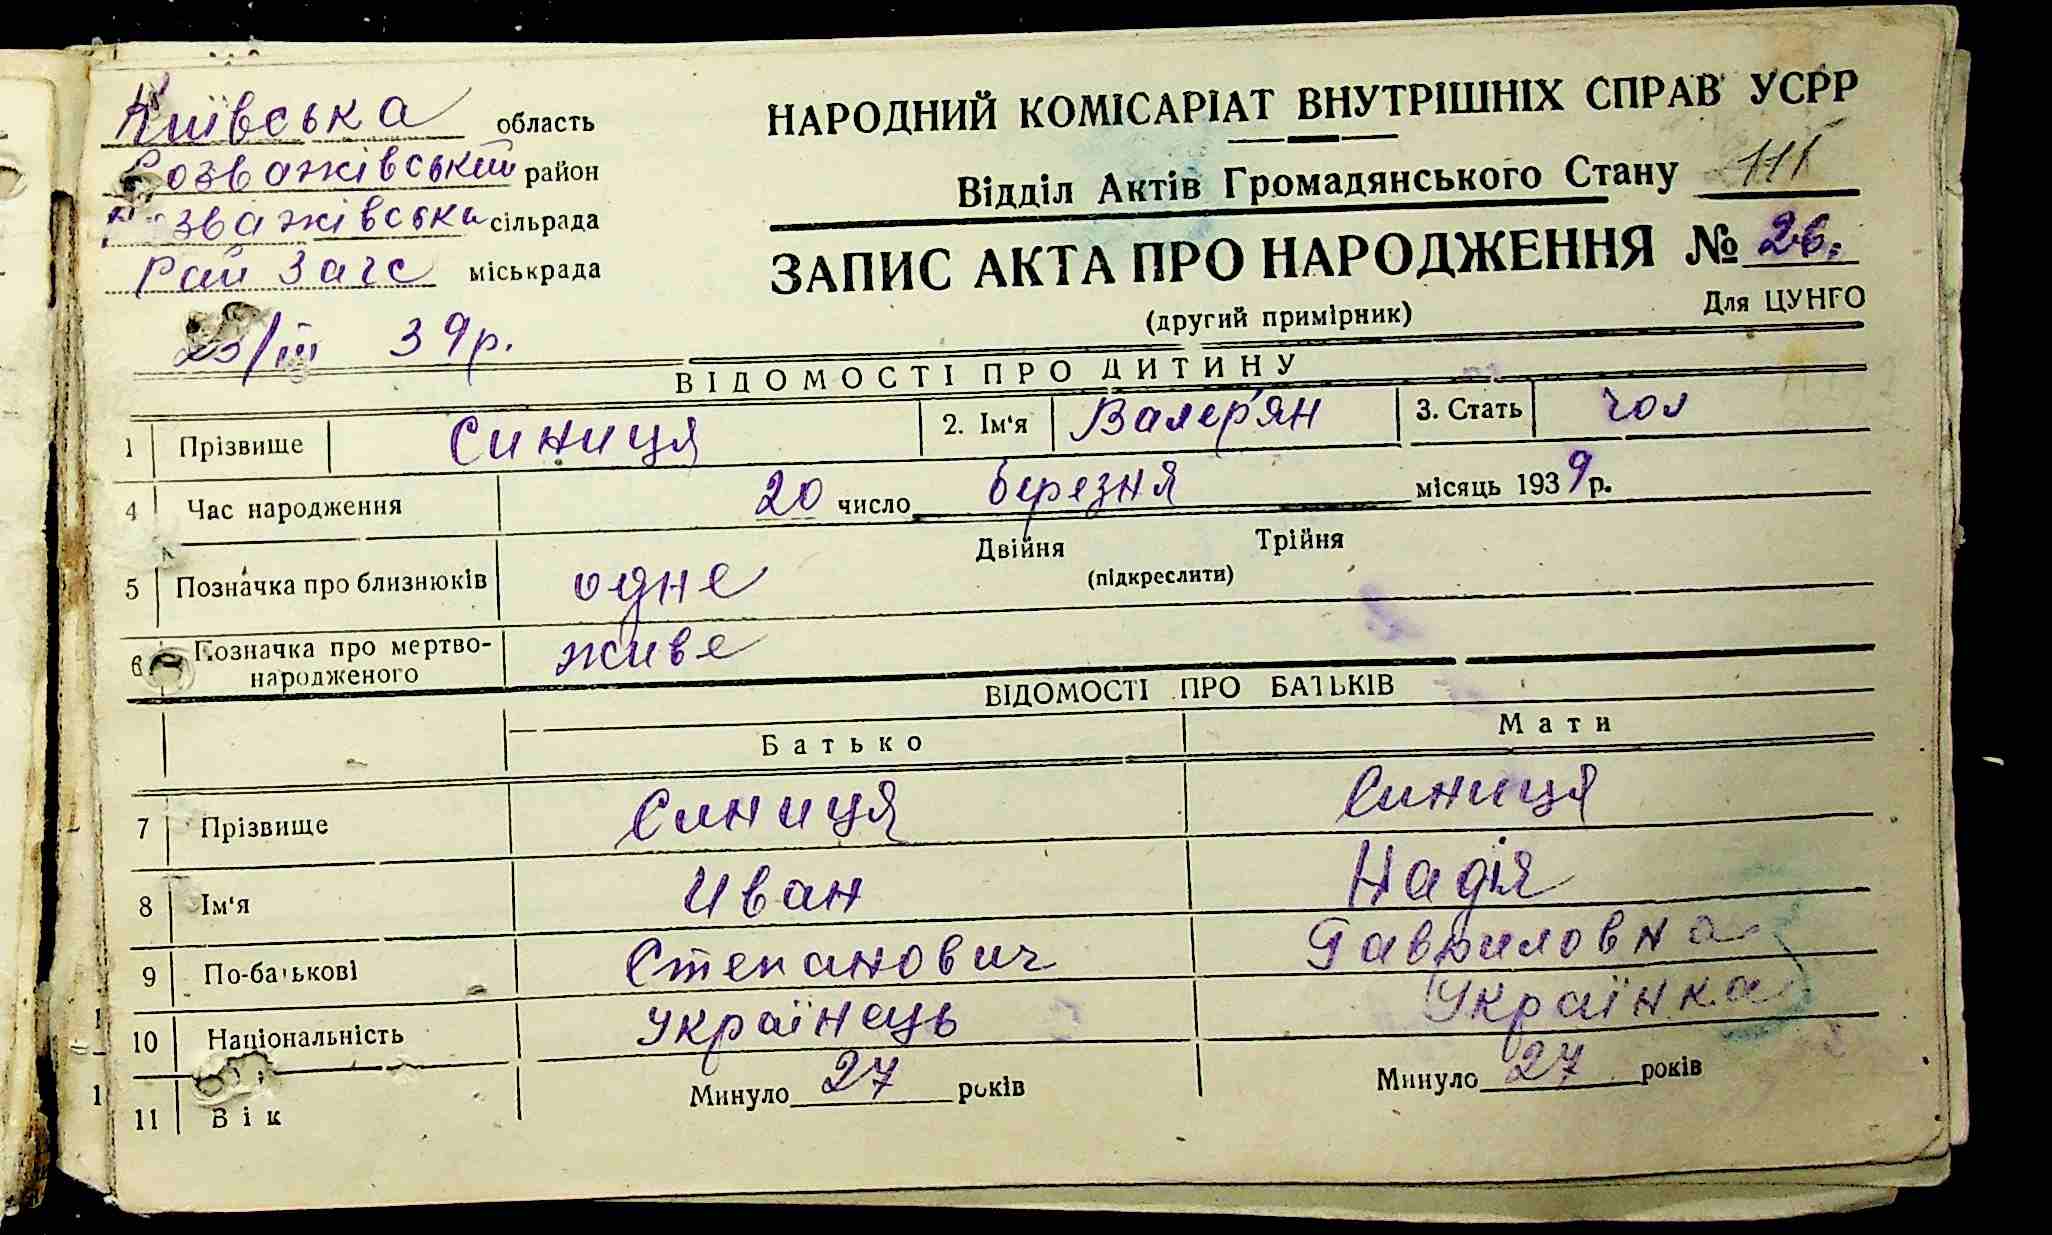 Київська область
Розважівський район
Розважівська сільрада
Рай Загс міськрада
/III 39р.
НАРОДНИЙ КОМІСАРІАТ ВНУТРІШНІХ СПРАВ УСРР
Відділ Актів Громадянського Стану
ЗАПИС АКТА ПРО НАРОДЖЕННЯ № 26.
(другий примірник) Для ЦУНГО
ВІДОМОСТІ ПРО ДИТИНУ
1 Прізвище Синиця 2. Ім'я Валер'ян 3. Стать чол
4 Час народження 20 число березня місяць 1939р.
Двійня Трійня
5 Позначка про близнюків одне (підкреслити)
6 Позначка про мертво-
народженого живе
ВІДОМОСТІ ПРО БАТЬКІВ
Батько Мати
7 Прізвище Синиця Синиця
8 Ім'я Иван Надія
9 По-батькові Степанович Гавриловна
10 Національність Українець Українка
11 Вік Минуло 27 років Минуло 27 років